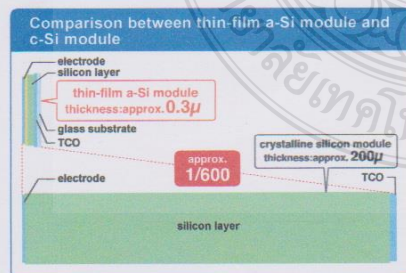 Comparison between thin-film a-Si module and
c-Si module
electrode
silicon layer
thin-film a-Si module
thickness:approx. 0.3μ
glass substrate
TCO
crystalline silicon module
thickness:approx. 200μ
approx.
1/600
electrode
TCO
silicon layer